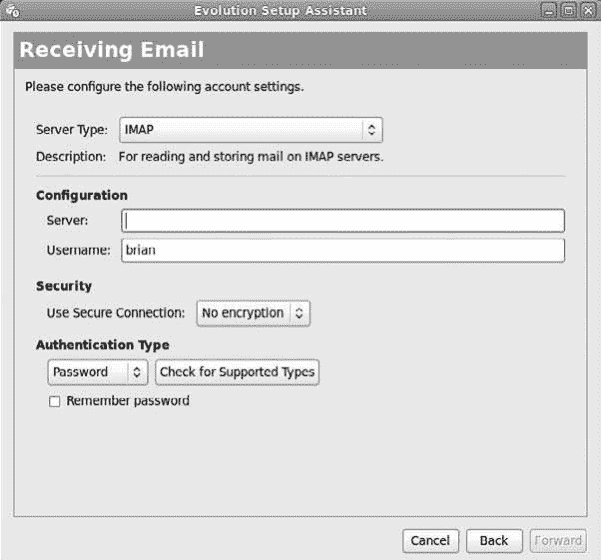 Evolution Setup Assistant
Receiving Email
Please configure the following account settings.
Server Type: IMAP
Description: For reading and storing mail on IMAP servers.
Configuration
Server:
Username: brian
Security
Use Secure Connection: No encryption
Authentication Type
Password Check for Supported Types
Remember password
Cancel Back Forward